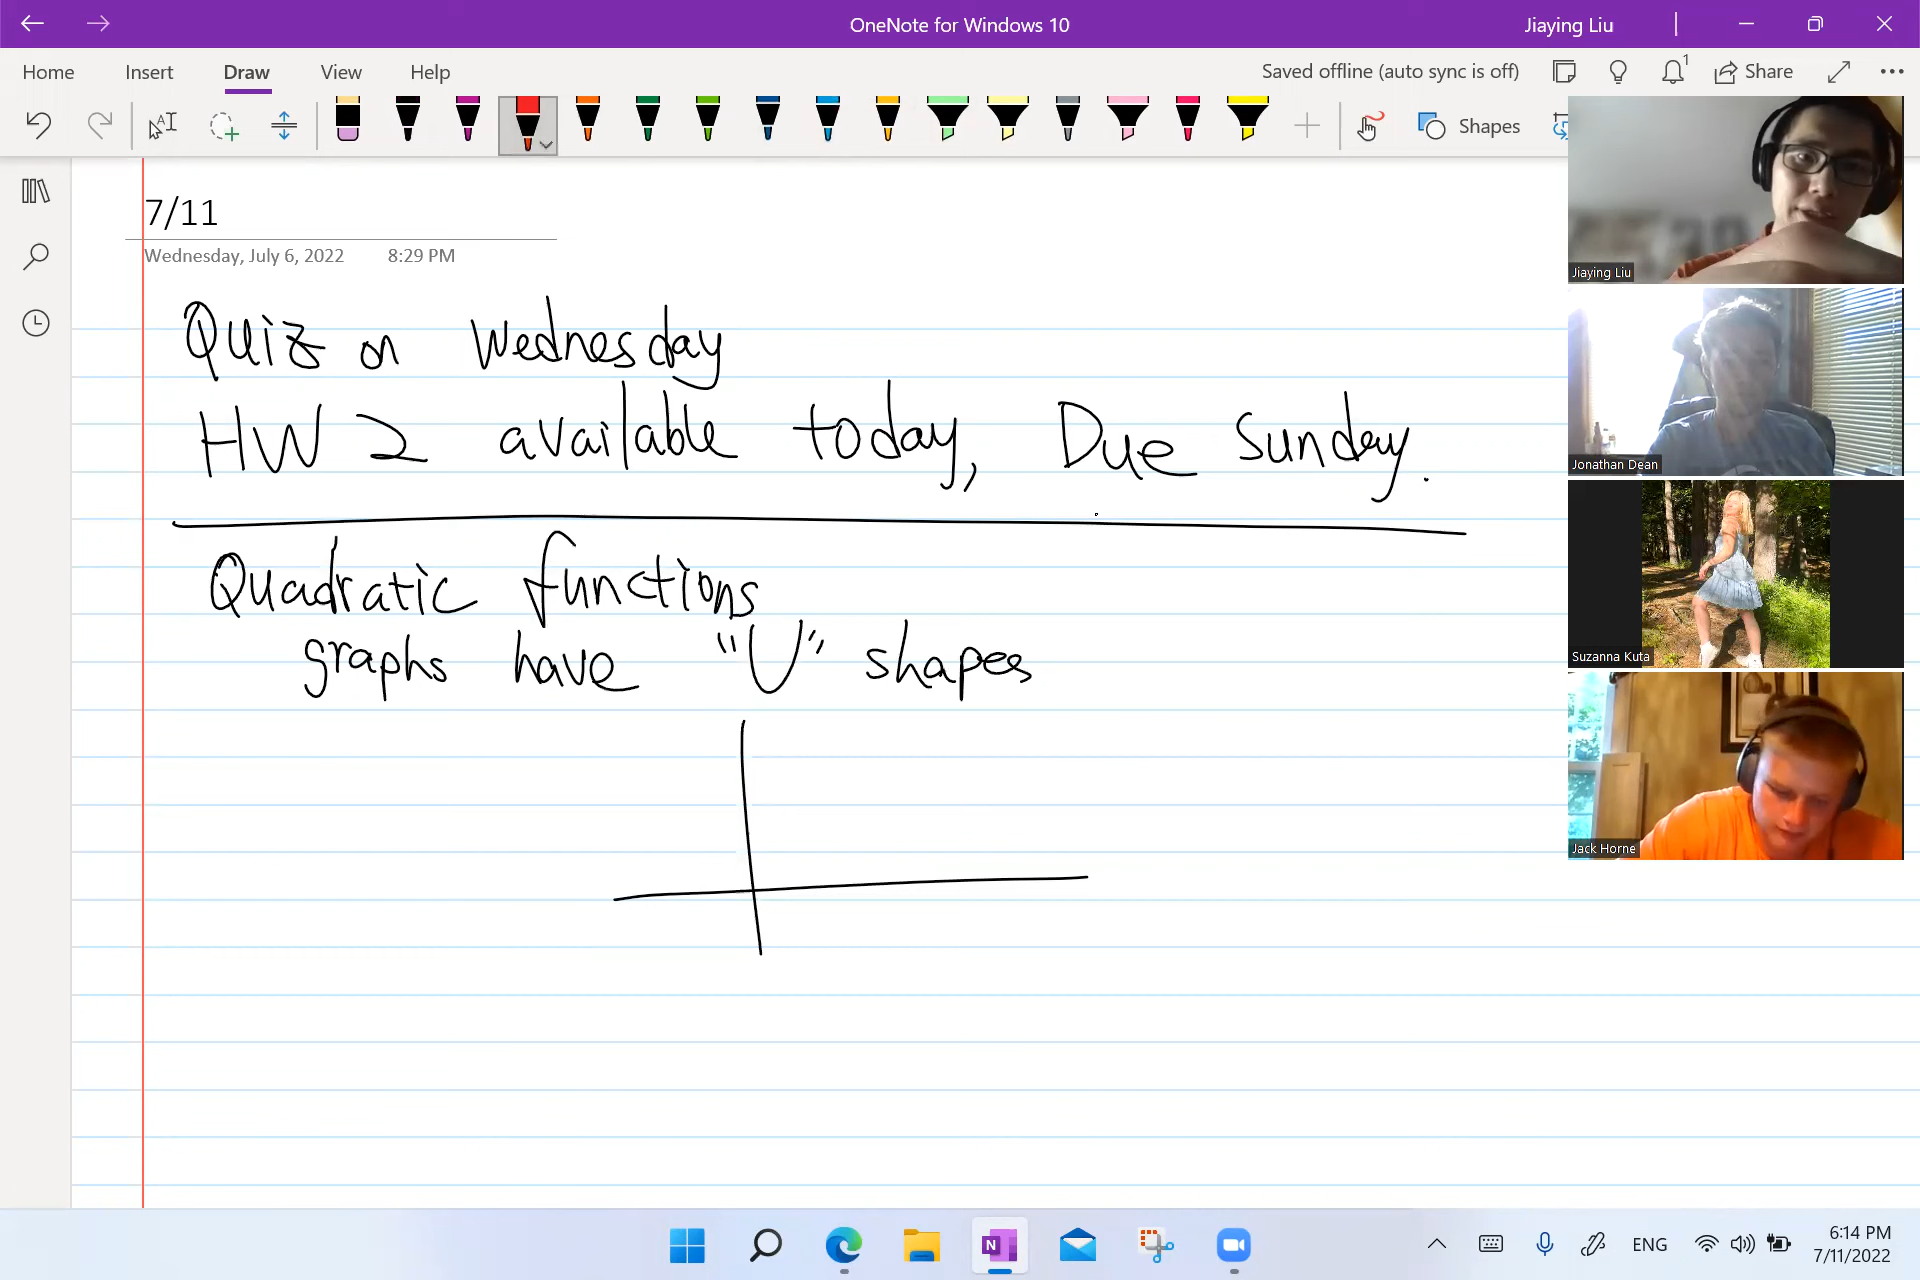 OneNote for Windows 10
Jiaying Liu
Home Insert Draw View Help
Saved offline (auto sync is off)
1
Share
Shapes
7/11
Wednesday, July 6, 2022 8:29 PM
Quiz on Wednesday
HW 2 available today, Due Sunday.
Quadratic functions
graphs have "U" shapes
Jiaying Liu
Jonathan Dean
Suzanna Kuta
Jack Horne
ENG
6:14 PM
7/11/2022